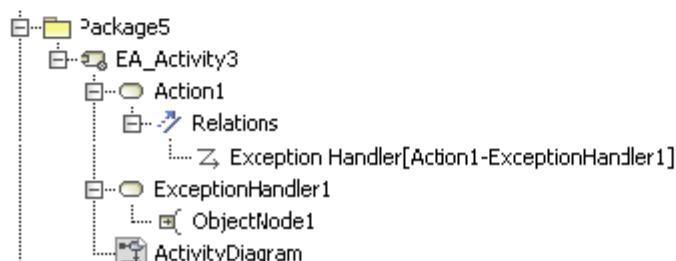 Package5
EA_Activity3
Action1
Relations
Exception Handler[Action1-ExceptionHandler1]
ExceptionHandler1
ObjectNode1
ActivityDiagram